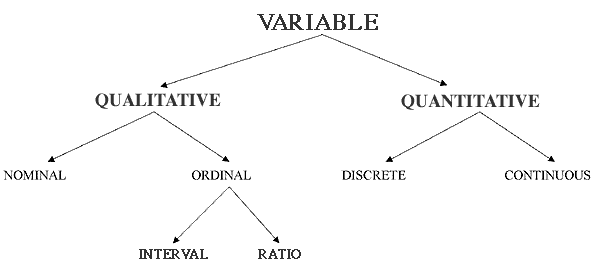 VARIABLE
QUALITATIVE
QUANTITATIVE
NOMINAL
ORDINAL
DISCRETE
CONTINUOUS
INTERVAL
RATIO